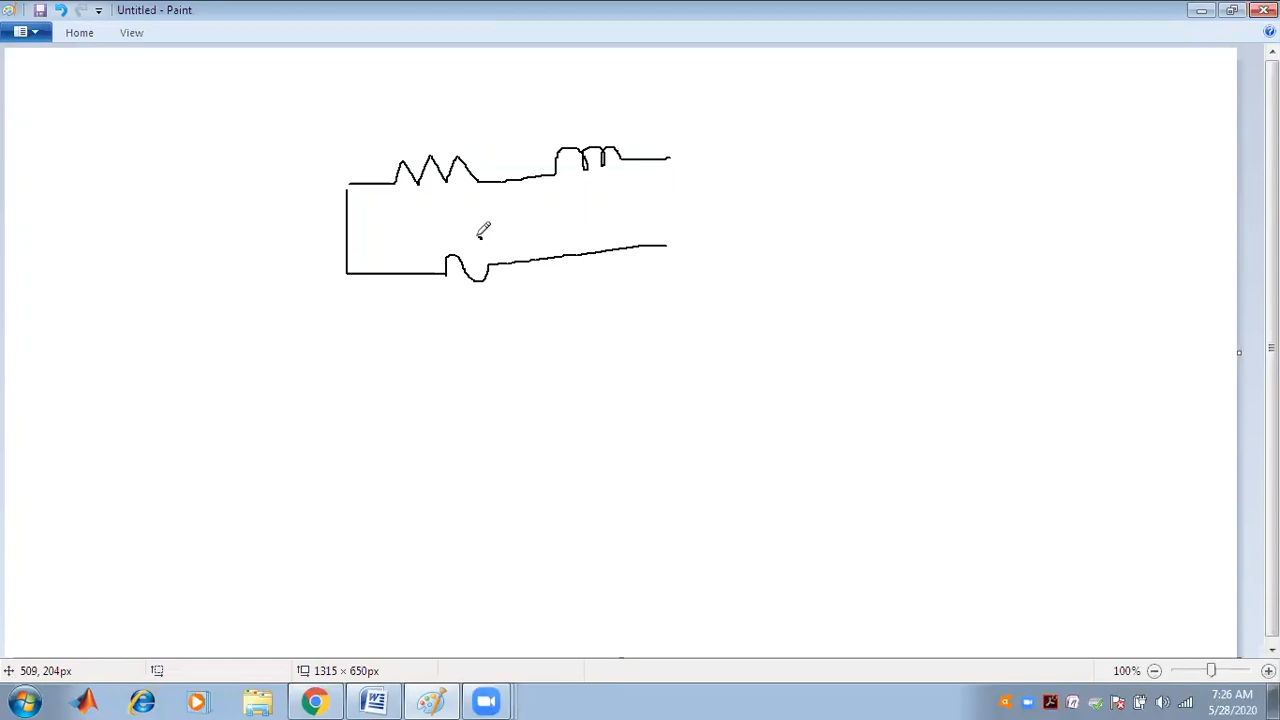 Untitled - Paint
Home View
509, 204px 1315 × 650px 100%
7:26 AM
5/28/2020